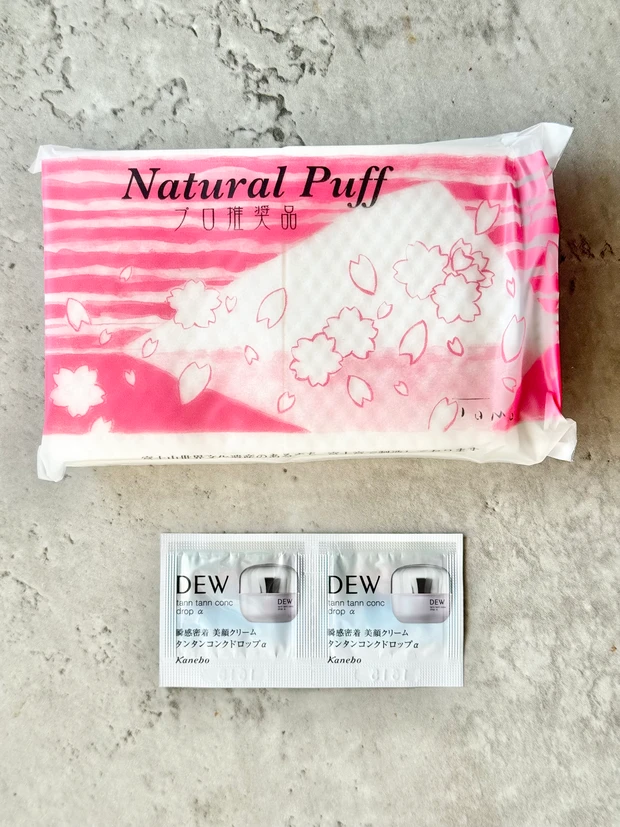 Natural Puff
プロ推奨品
DEW
tann tann conc
drop α
瞬感密着 美顔クリーム
タンタンコンクドロップα
Kanebo
DEW
DEW
tann tann conc
drop α
瞬感密着 美顔クリーム
タンタンコンクドロップα
Kanebo
DEW